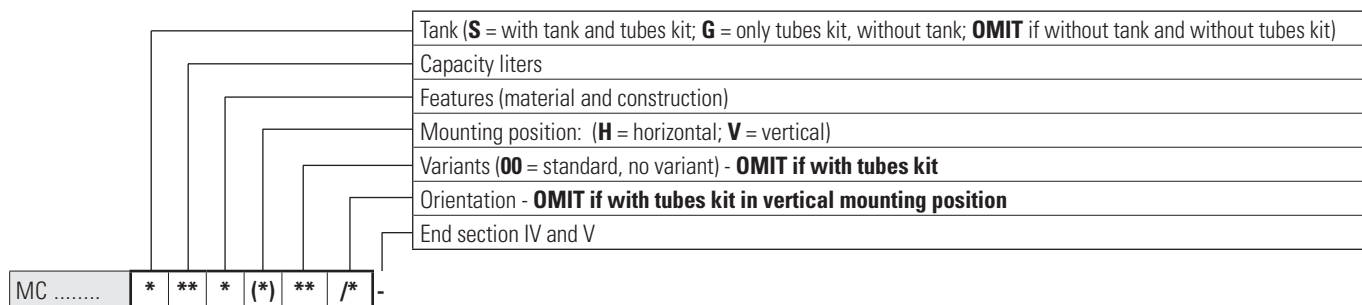 Tank (S = with tank and tubes kit; G = only tubes kit, without tank; OMIT if without tank and without tubes kit)
Capacity liters
Features (material and construction)
Mounting position: (H = horizontal; V = vertical)
Variants (00 = standard, no variant) - OMIT if with tubes kit
Orientation - OMIT if with tubes kit in vertical mounting position
End section IV and V
MC ........ * ** * (*) ** /* -